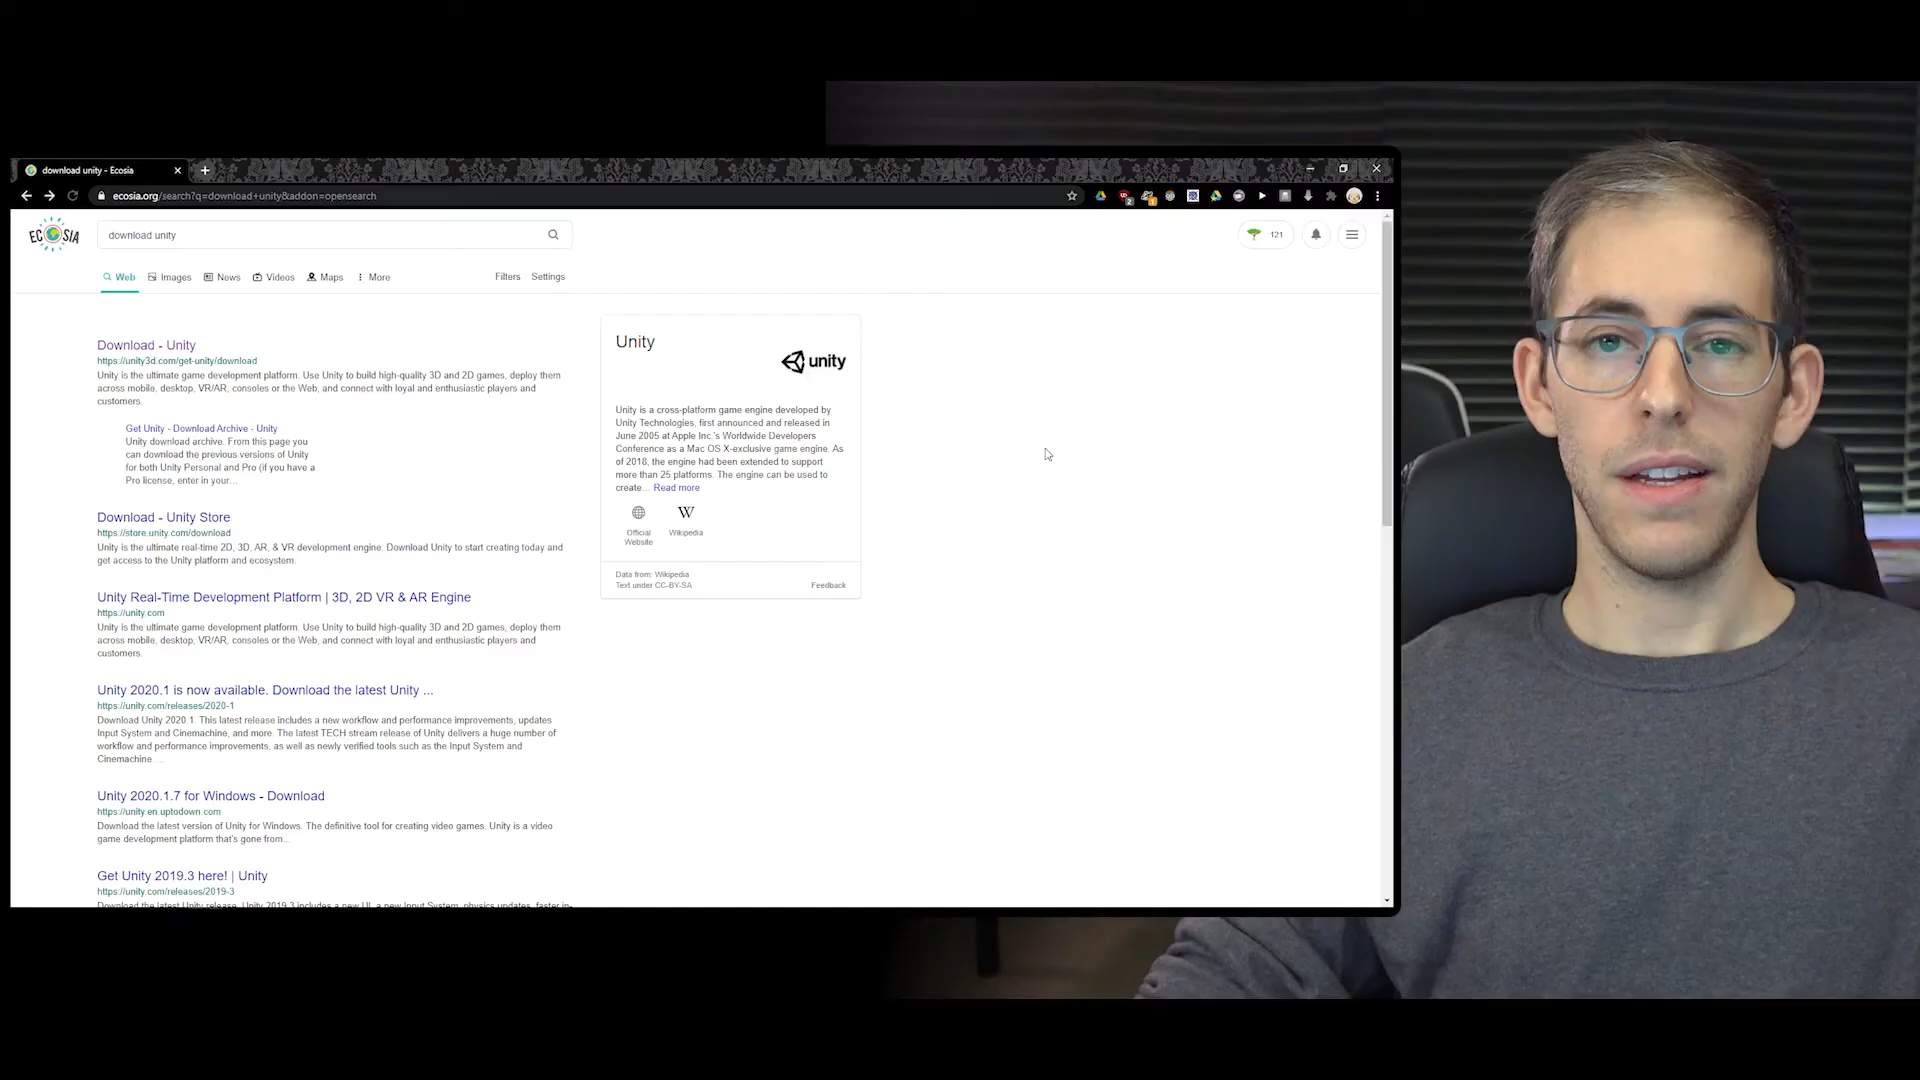 download unity - Ecosia
ecosia.org/search?q=download+unity&addon=opensearch
ECOSIA
download unity
121
Web
Images
News
Videos
Maps
More
Filters
Settings
Download - Unity
https://unity3d.com/get-unity/download
Unity is the ultimate game development platform. Use Unity to build high-quality 3D and 2D games, deploy them
across mobile, desktop, VR/AR, consoles or the Web, and connect with loyal and enthusiastic players and
customers.
Get Unity - Download Archive - Unity
Unity download archive. From this page you
can download the previous versions of Unity
for both Unity Personal and Pro (if you have a
Pro license, enter in your...
Download - Unity Store
https://store.unity.com/download
Unity is the ultimate real-time 2D, 3D, AR, & VR development engine. Download Unity to start creating today and
get access to the Unity platform and ecosystem.
Unity Real-Time Development Platform | 3D, 2D VR & AR Engine
https://unity.com
Unity is the ultimate game development platform. Use Unity to build high-quality 3D and 2D games, deploy them
across mobile, desktop, VR/AR, consoles or the Web, and connect with loyal and enthusiastic players and
customers.
Unity 2020.1 is now available. Download the latest Unity ...
https://unity.com/releases/2020-1
Download Unity 2020.1. This latest release includes a new workflow and performance improvements, updates
Input System and Cinemachine, and more. The latest TECH stream release of Unity delivers a huge number of
workflow and performance improvements, as well as newly verified tools such as the Input System and
Cinemachine. ...
Unity 2020.1.7 for Windows - Download
https://unity.en.uptodown.com
Download the latest version of Unity for Windows. The definitive tool for creating video games. Unity is a video
game development platform that's gone from...
Get Unity 2019.3 here! | Unity
https://unity.com/releases/2019-3
Download the latest Unity release. Unity 2019.3 includes a new UI, a new Input System, physics updates, faster in-
Unity
unity
Unity is a cross-platform game engine developed by
Unity Technologies, first announced and released in
June 2005 at Apple Inc.'s Worldwide Developers
Conference as a Mac OS X-exclusive game engine. As
of 2018, the engine had been extended to support
more than 25 platforms. The engine can be used to
create... Read more
W
Official
Website
Wikipedia
Data from: Wikipedia
Text under CC-BY-SA
Feedback